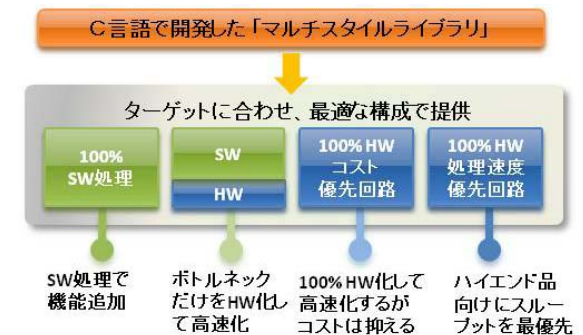 C言語で開発した「マルチスタイルライブラリ」
ターゲットに合わせ、最適な構成で提供
100%
SW処理
SW
HW
100% HW
コスト
優先回路
100% HW
処理速度
優先回路
SW処理で
機能追加
ボトルネック
だけをHW化し
て高速化
100% HW化して
高速化するが
コストは抑える
ハイエンド品
向けにスルー
プットを最優先